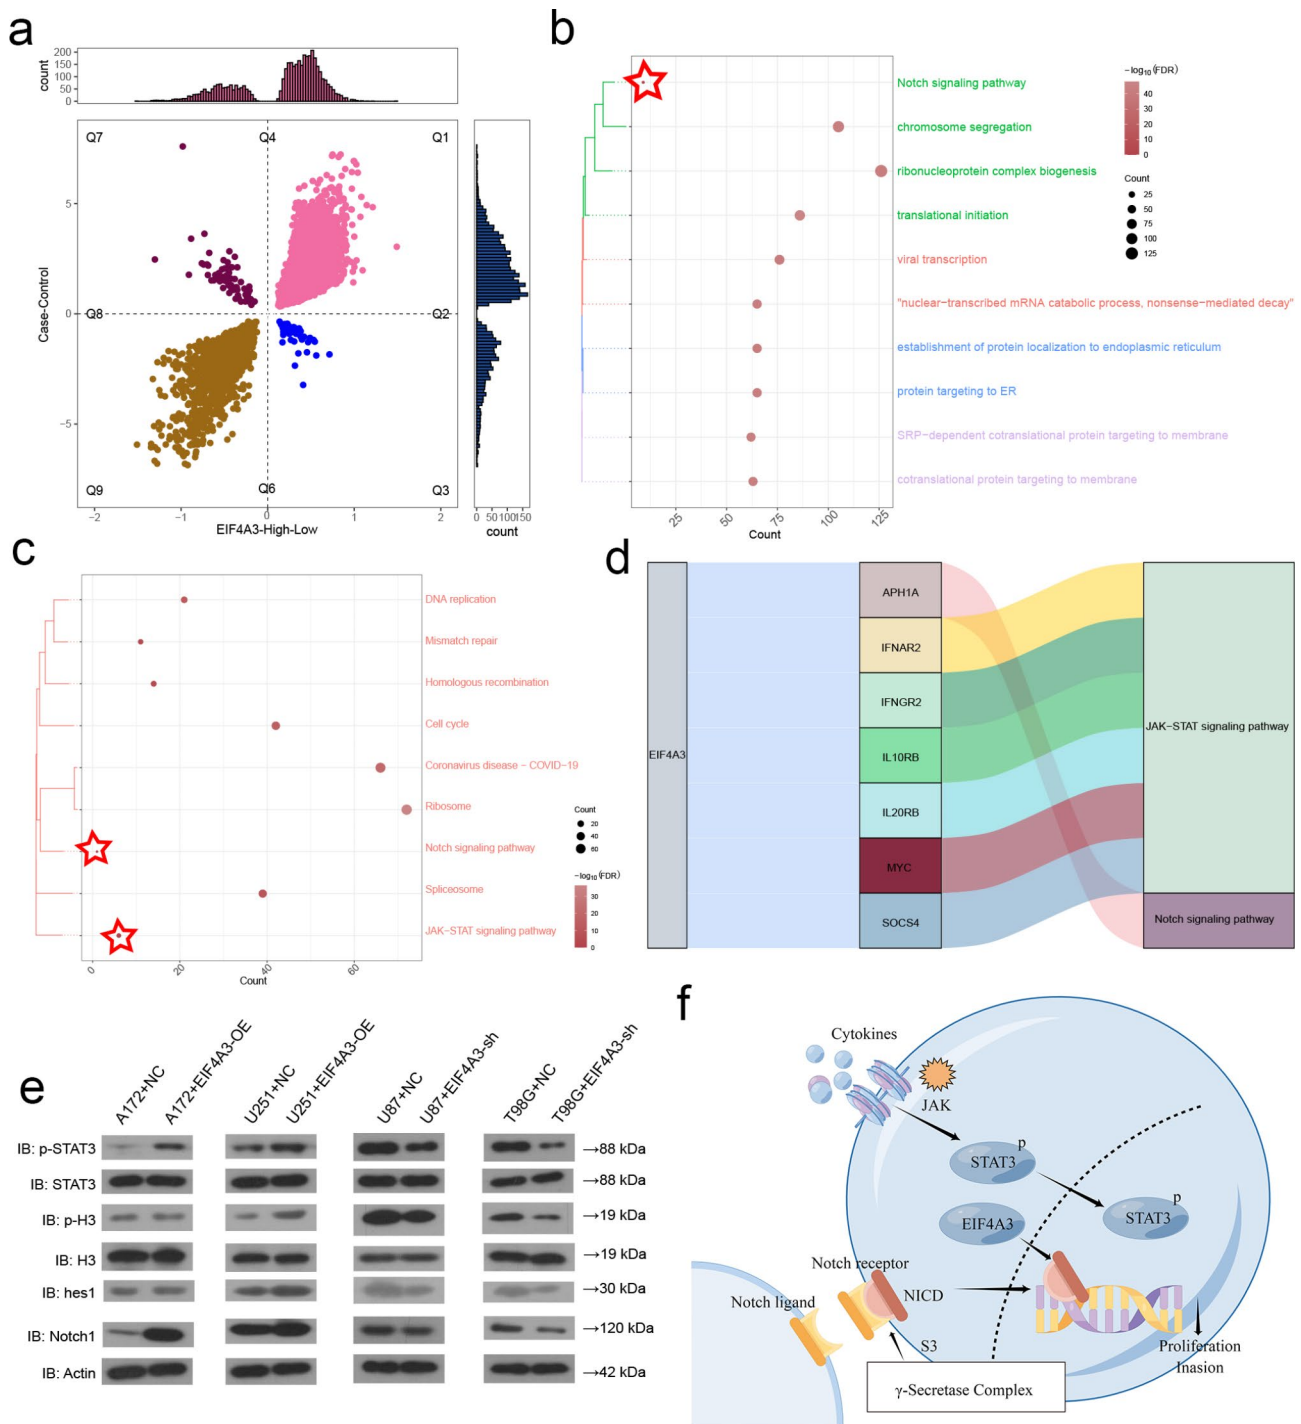 a
count
200
150
100
50
0
Q7
Q4
Q1
5
Case-Control
0
Q8
Q2
-5
Q9
Q6
Q3
-2
-1
0
1
2
EIF4A3-High-Low
0
50
100
150
count
b
Notch signaling pathway
chromosome segregation
ribonucleoprotein complex biogenesis
translational initiation
viral transcription
"nuclear-transcribed mRNA catabolic process, nonsense-mediated decay"
establishment of protein localization to endoplasmic reticulum
protein targeting to ER
SRP-dependent cotranslational protein targeting to membrane
cotranslational protein targeting to membrane
25
50
75
100
125
Count
-log10(FDR)
40
30
20
10
0
Count
25
50
75
100
125
c
DNA replication
Mismatch repair
Homologous recombination
Cell cycle
Coronavirus disease - COVID-19
Ribosome
Notch signaling pathway
Spliceosome
JAK-STAT signaling pathway
0
20
40
60
Count
Count
20
40
60
-log10(FDR)
30
20
10
0
d
EIF4A3
APH1A
IFNAR2
IFNGR2
IL10RB
IL20RB
MYC
SOCS4
JAK-STAT signaling pathway
Notch signaling pathway
e
A172+NC
A172+EIF4A3-OE
U251+NC
U251+EIF4A3-OE
U87+NC
U87+EIF4A3-sh
T98G+NC
T98G+EIF4A3-sh
IB: p-STAT3
→88 kDa
IB: STAT3
→88 kDa
IB: p-H3
→19 kDa
IB: H3
→19 kDa
IB: hes1
→30 kDa
IB: Notch1
→120 kDa
IB: Actin
→42 kDa
f
Cytokines
JAK
p
STAT3
p
STAT3
EIF4A3
Notch receptor
NICD
Notch ligand
S3
γ-Secretase Complex
Proliferation
Inasion